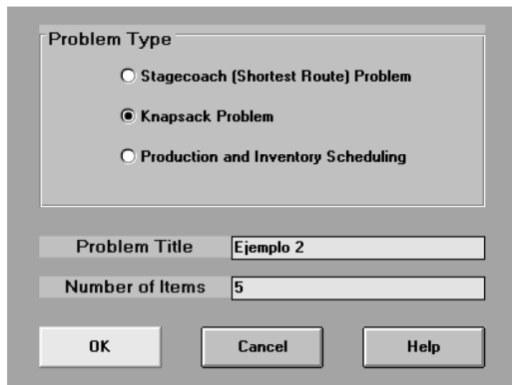 Problem Type
Stagecoach (Shortest Route) Problem
Knapsack Problem
Production and Inventory Scheduling
Problem Title Ejemplo 2
Number of Items 5
OK Cancel Help